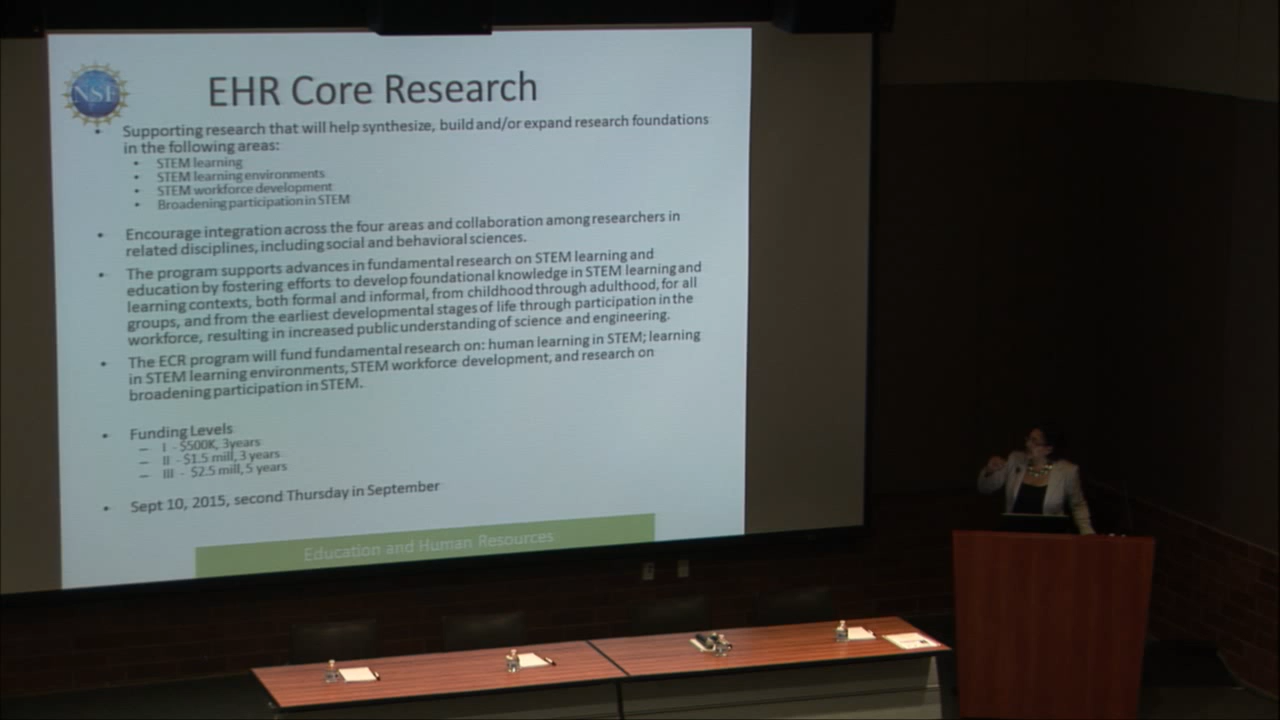 NSF
EHR Core Research
• Supporting research that will help synthesize, build and/or expand research foundations
in the following areas:
• STEM learning
• STEM learning environments
• STEM workforce development
• Broadening participation in STEM
• Encourage integration across the four areas and collaboration among researchers in
related disciplines, including social and behavioral sciences.
• The program supports advances in fundamental research on STEM learning and
education by fostering efforts to develop foundational knowledge in STEM learning and
learning contexts, both formal and informal, from childhood through adulthood, for all
groups, and from the earliest developmental stages of life through participation in the
workforce, resulting in increased public understanding of science and engineering.
• The ECR program will fund fundamental research on: human learning in STEM; learning
in STEM learning environments, STEM workforce development, and research on
broadening participation in STEM.
• Funding Levels
– I - $500K, 3years
– II - $1.5 mill, 3 years
– III - $2.5 mill, 5 years
• Sept 10, 2015, second Thursday in September
Education and Human Resources